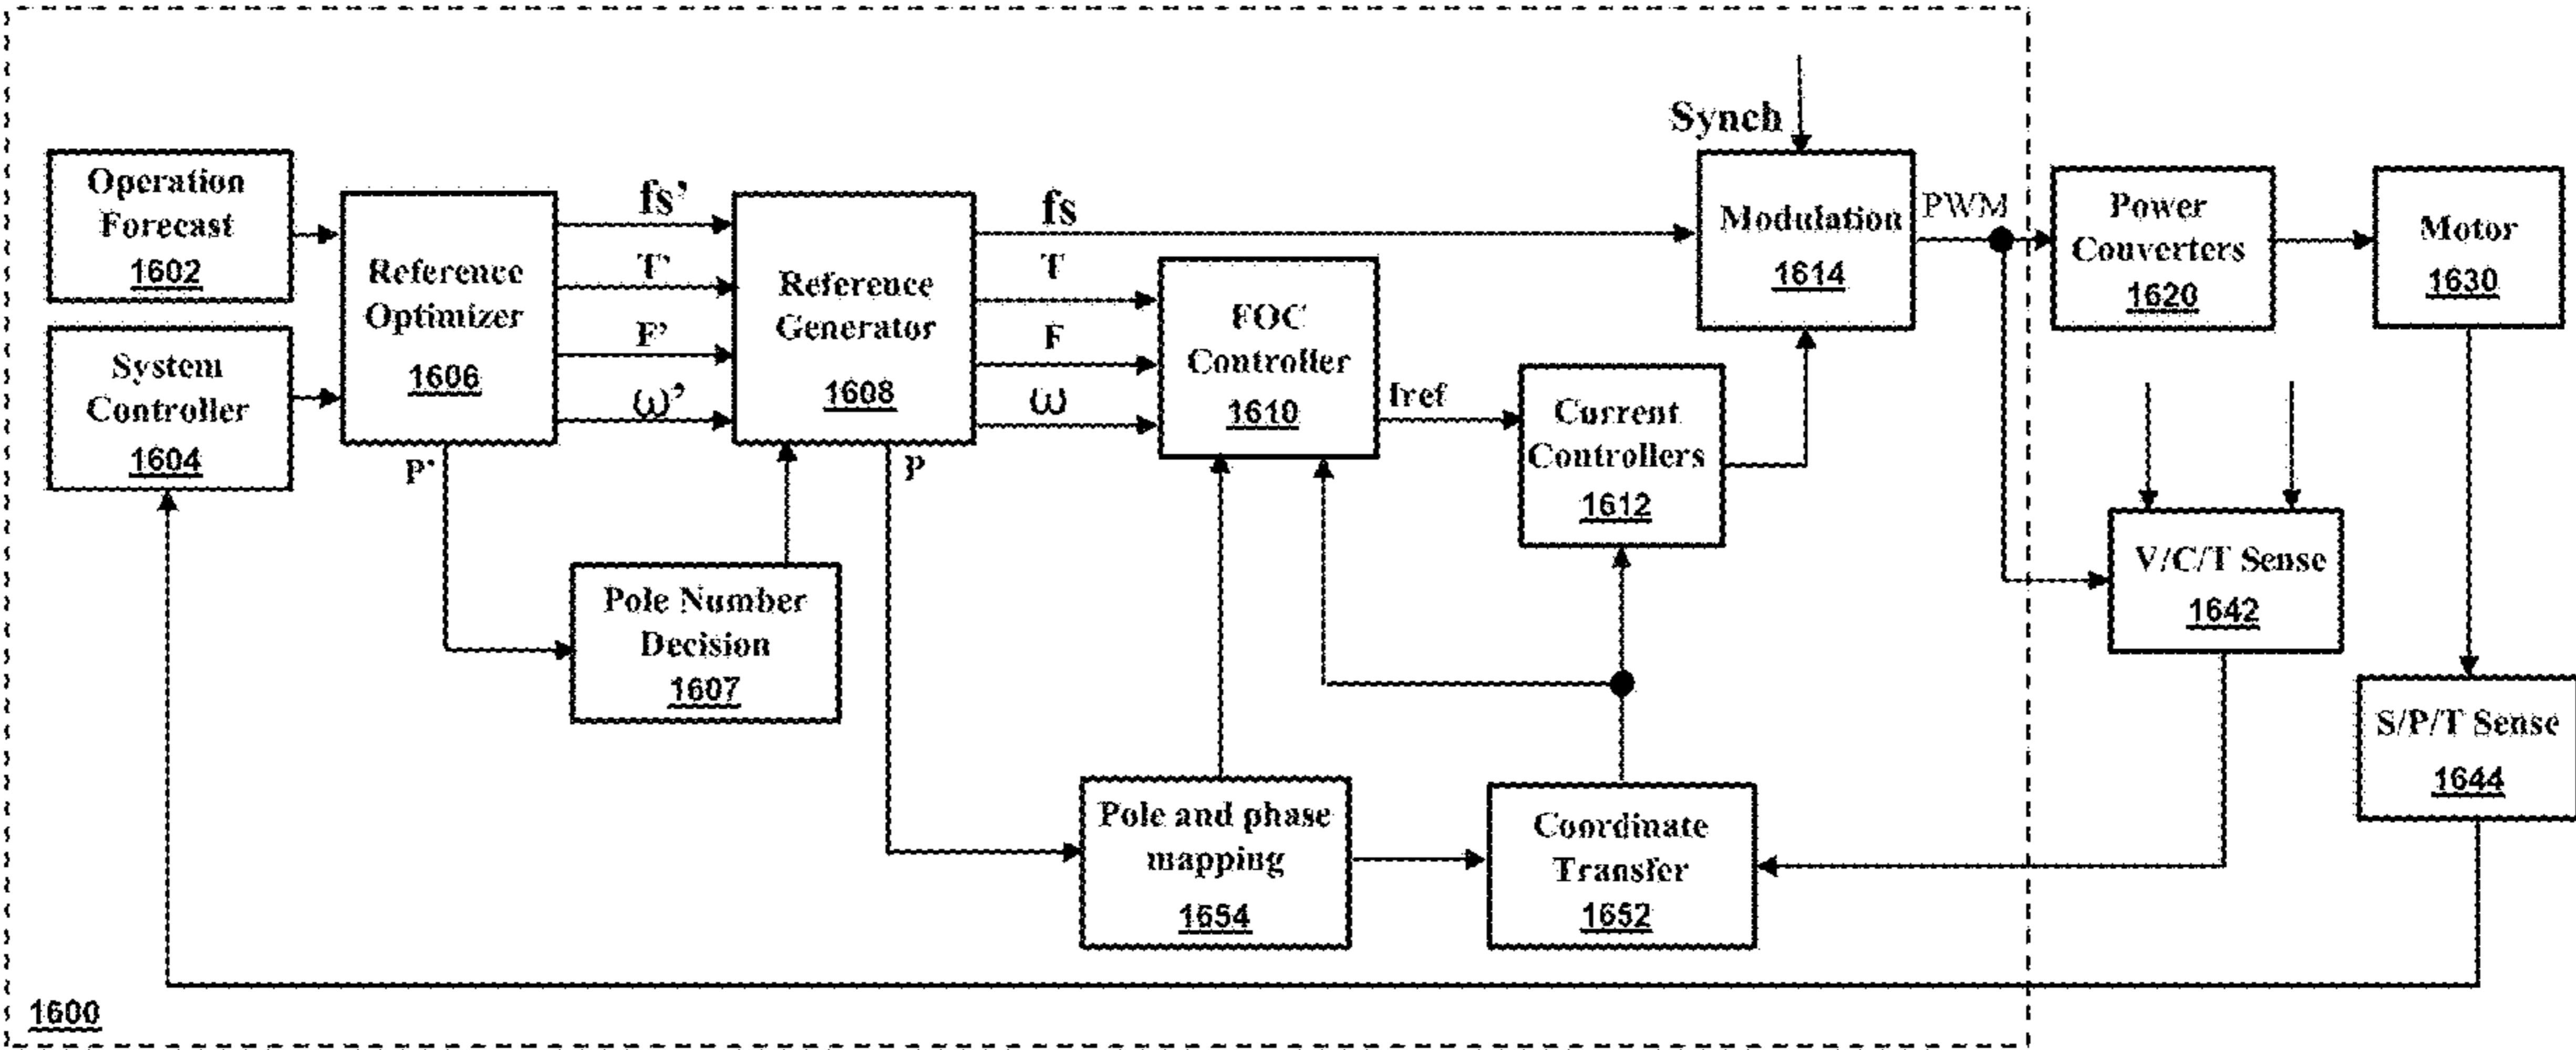 Operation
Forecast
1602
System
Controller
1604
Reference
Optimizer
1606
fs’
T’
F’
ω’
P’
Pole Number
Decision
1607
Reference
Generator
1608
fs
T
F
ω
P
FOC
Controller
1610
Iref
Current
Controllers
1612
Synch
Modulation
1614
PWM
Power
Converters
1620
Motor
1630
V/C/T Sense
1642
S/P/T Sense
1644
Pole and phase
mapping
1654
Coordinate
Transfer
1652
1600